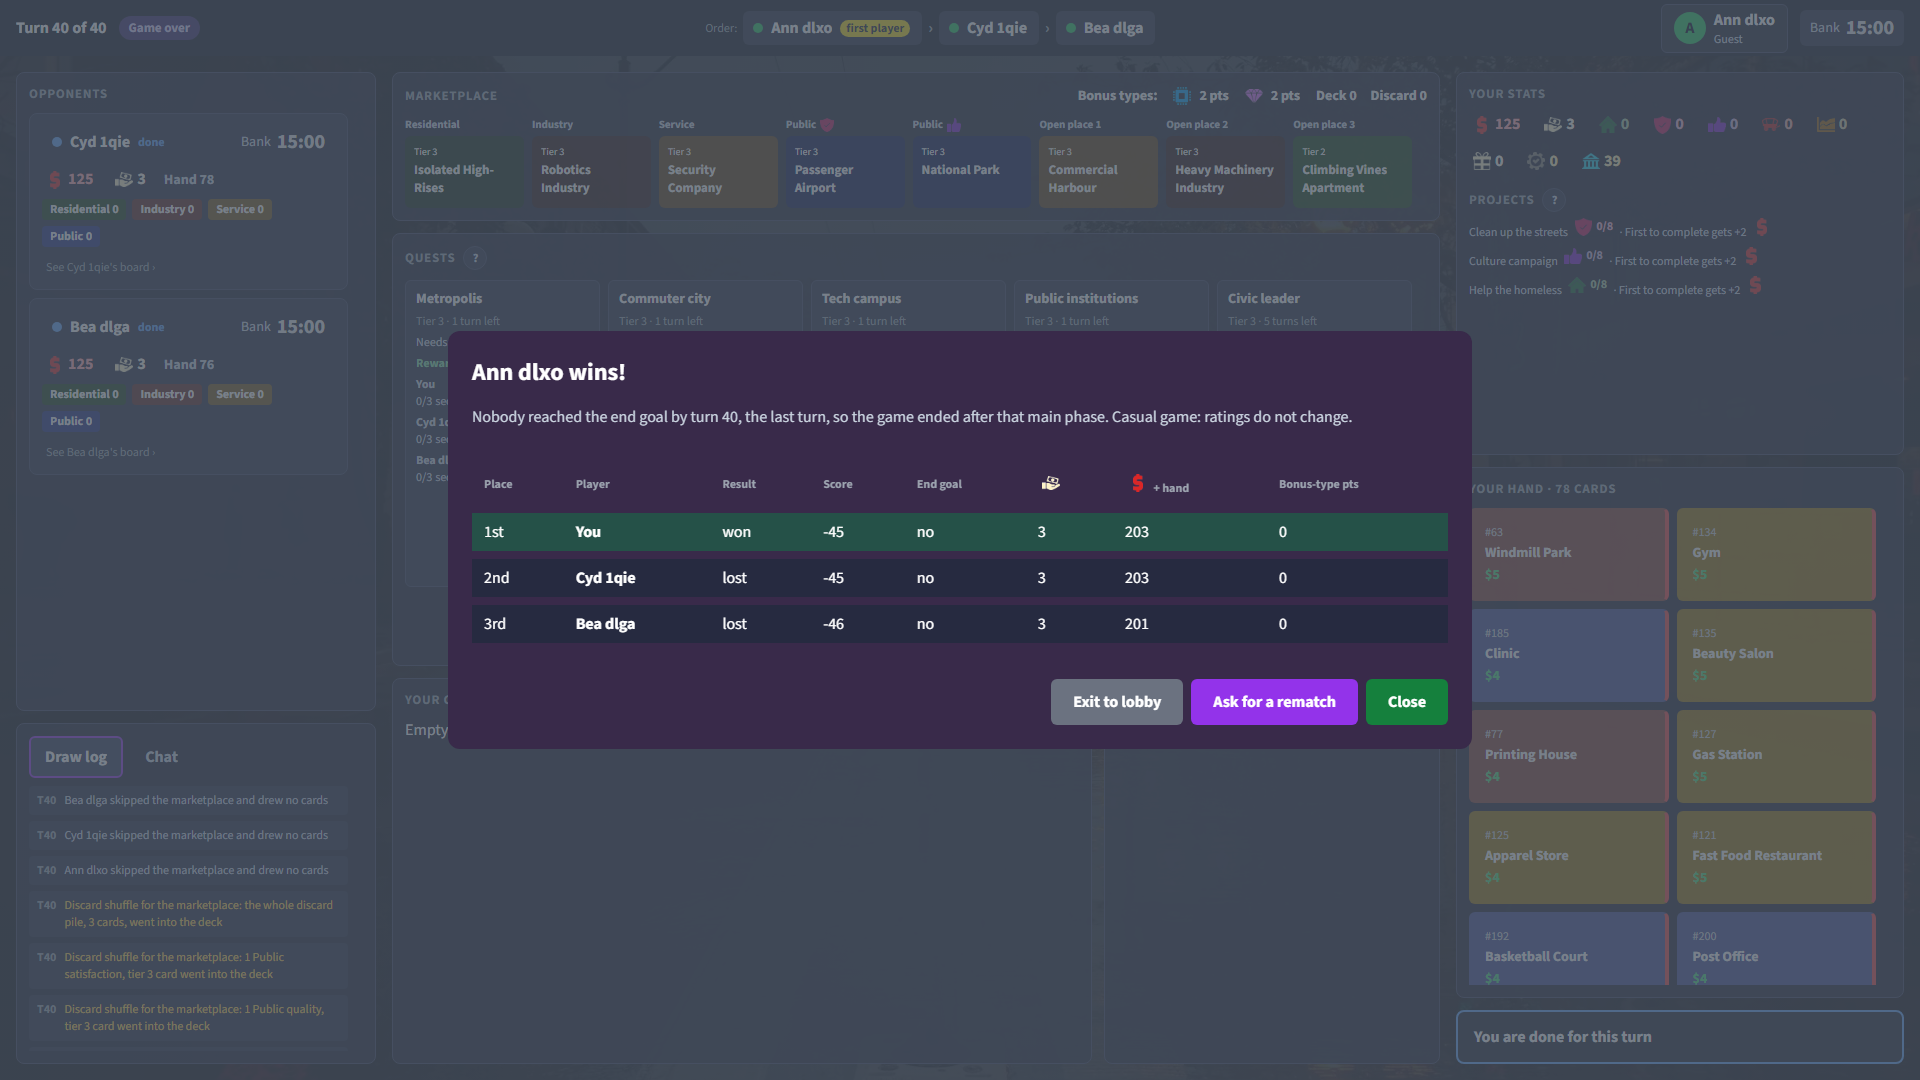 Turn 40 of 40 Game over
Order: Ann dlxo first player › Cyd 1qie › Bea dlga
A Ann dlxo Guest Bank 15:00
OPPONENTS
Cyd 1qie done Bank 15:00
125 3 Hand 78
Residential 0 Industry 0 Service 0
Public 0
See Cyd 1qie's board ›
Bea dlga done Bank 15:00
125 3 Hand 76
Residential 0 Industry 0 Service 0
Public 0
See Bea dlga's board ›
Draw log Chat
T40 Bea dlga skipped the marketplace and drew no cards
T40 Cyd 1qie skipped the marketplace and drew no cards
T40 Ann dlxo skipped the marketplace and drew no cards
T40 Discard shuffle for the marketplace: the whole discard
pile, 3 cards, went into the deck
T40 Discard shuffle for the marketplace: 1 Public
satisfaction, tier 3 card went into the deck
T40 Discard shuffle for the marketplace: 1 Public quality,
tier 3 card went into the deck
MARKETPLACE Bonus types: 2 pts 2 pts Deck 0 Discard 0
Residential Industry Service Public Public Open place 1 Open place 2 Open place 3
Tier 3 Tier 3 Tier 3 Tier 3 Tier 3 Tier 3 Tier 3 Tier 2
Isolated High- Robotics Security Passenger National Park Commercial Heavy Machinery Climbing Vines
Rises Industry Company Airport Harbour Industry Apartment
QUESTS ?
Metropolis Commuter city Tech campus Public institutions Civic leader
Tier 3 · 1 turn left Tier 3 · 1 turn left Tier 3 · 1 turn left Tier 3 · 1 turn left Tier 3 · 5 turns left
Needs
You
Ann dlxo wins!
Nobody reached the end goal by turn 40, the last turn, so the game ended after that main phase. Casual game: ratings do not change.
Place Player Result Score End goal + hand Bonus-type pts
1st You won -45 no 3 203 0
2nd Cyd 1qie lost -45 no 3 203 0
3rd Bea dlga lost -46 no 3 201 0
Exit to lobby Ask for a rematch Close
Empty
YOUR STATS
125 3 0 0 0 0 0
0 0 39
PROJECTS ?
Clean up the streets 0/8 · First to complete gets +2
Culture campaign 0/8 · First to complete gets +2
Help the homeless 0/8 · First to complete gets +2
YOUR HAND · 78 CARDS
#63 #134
Windmill Park Gym
$5 $5
#185 #135
Clinic Beauty Salon
$4 $5
#77 #127
Printing House Gas Station
$4 $5
#125 #121
Apparel Store Fast Food Restaurant
$4 $5
#192 #200
Basketball Court Post Office
$4 $4
You are done for this turn